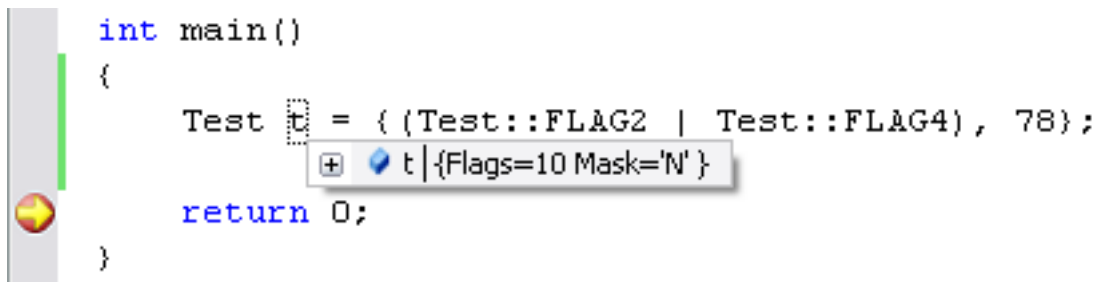 int main()
{
Test t = {(Test::FLAG2 | Test::FLAG4), 78};
t {Flags=10 Mask='N' }
return 0;
}